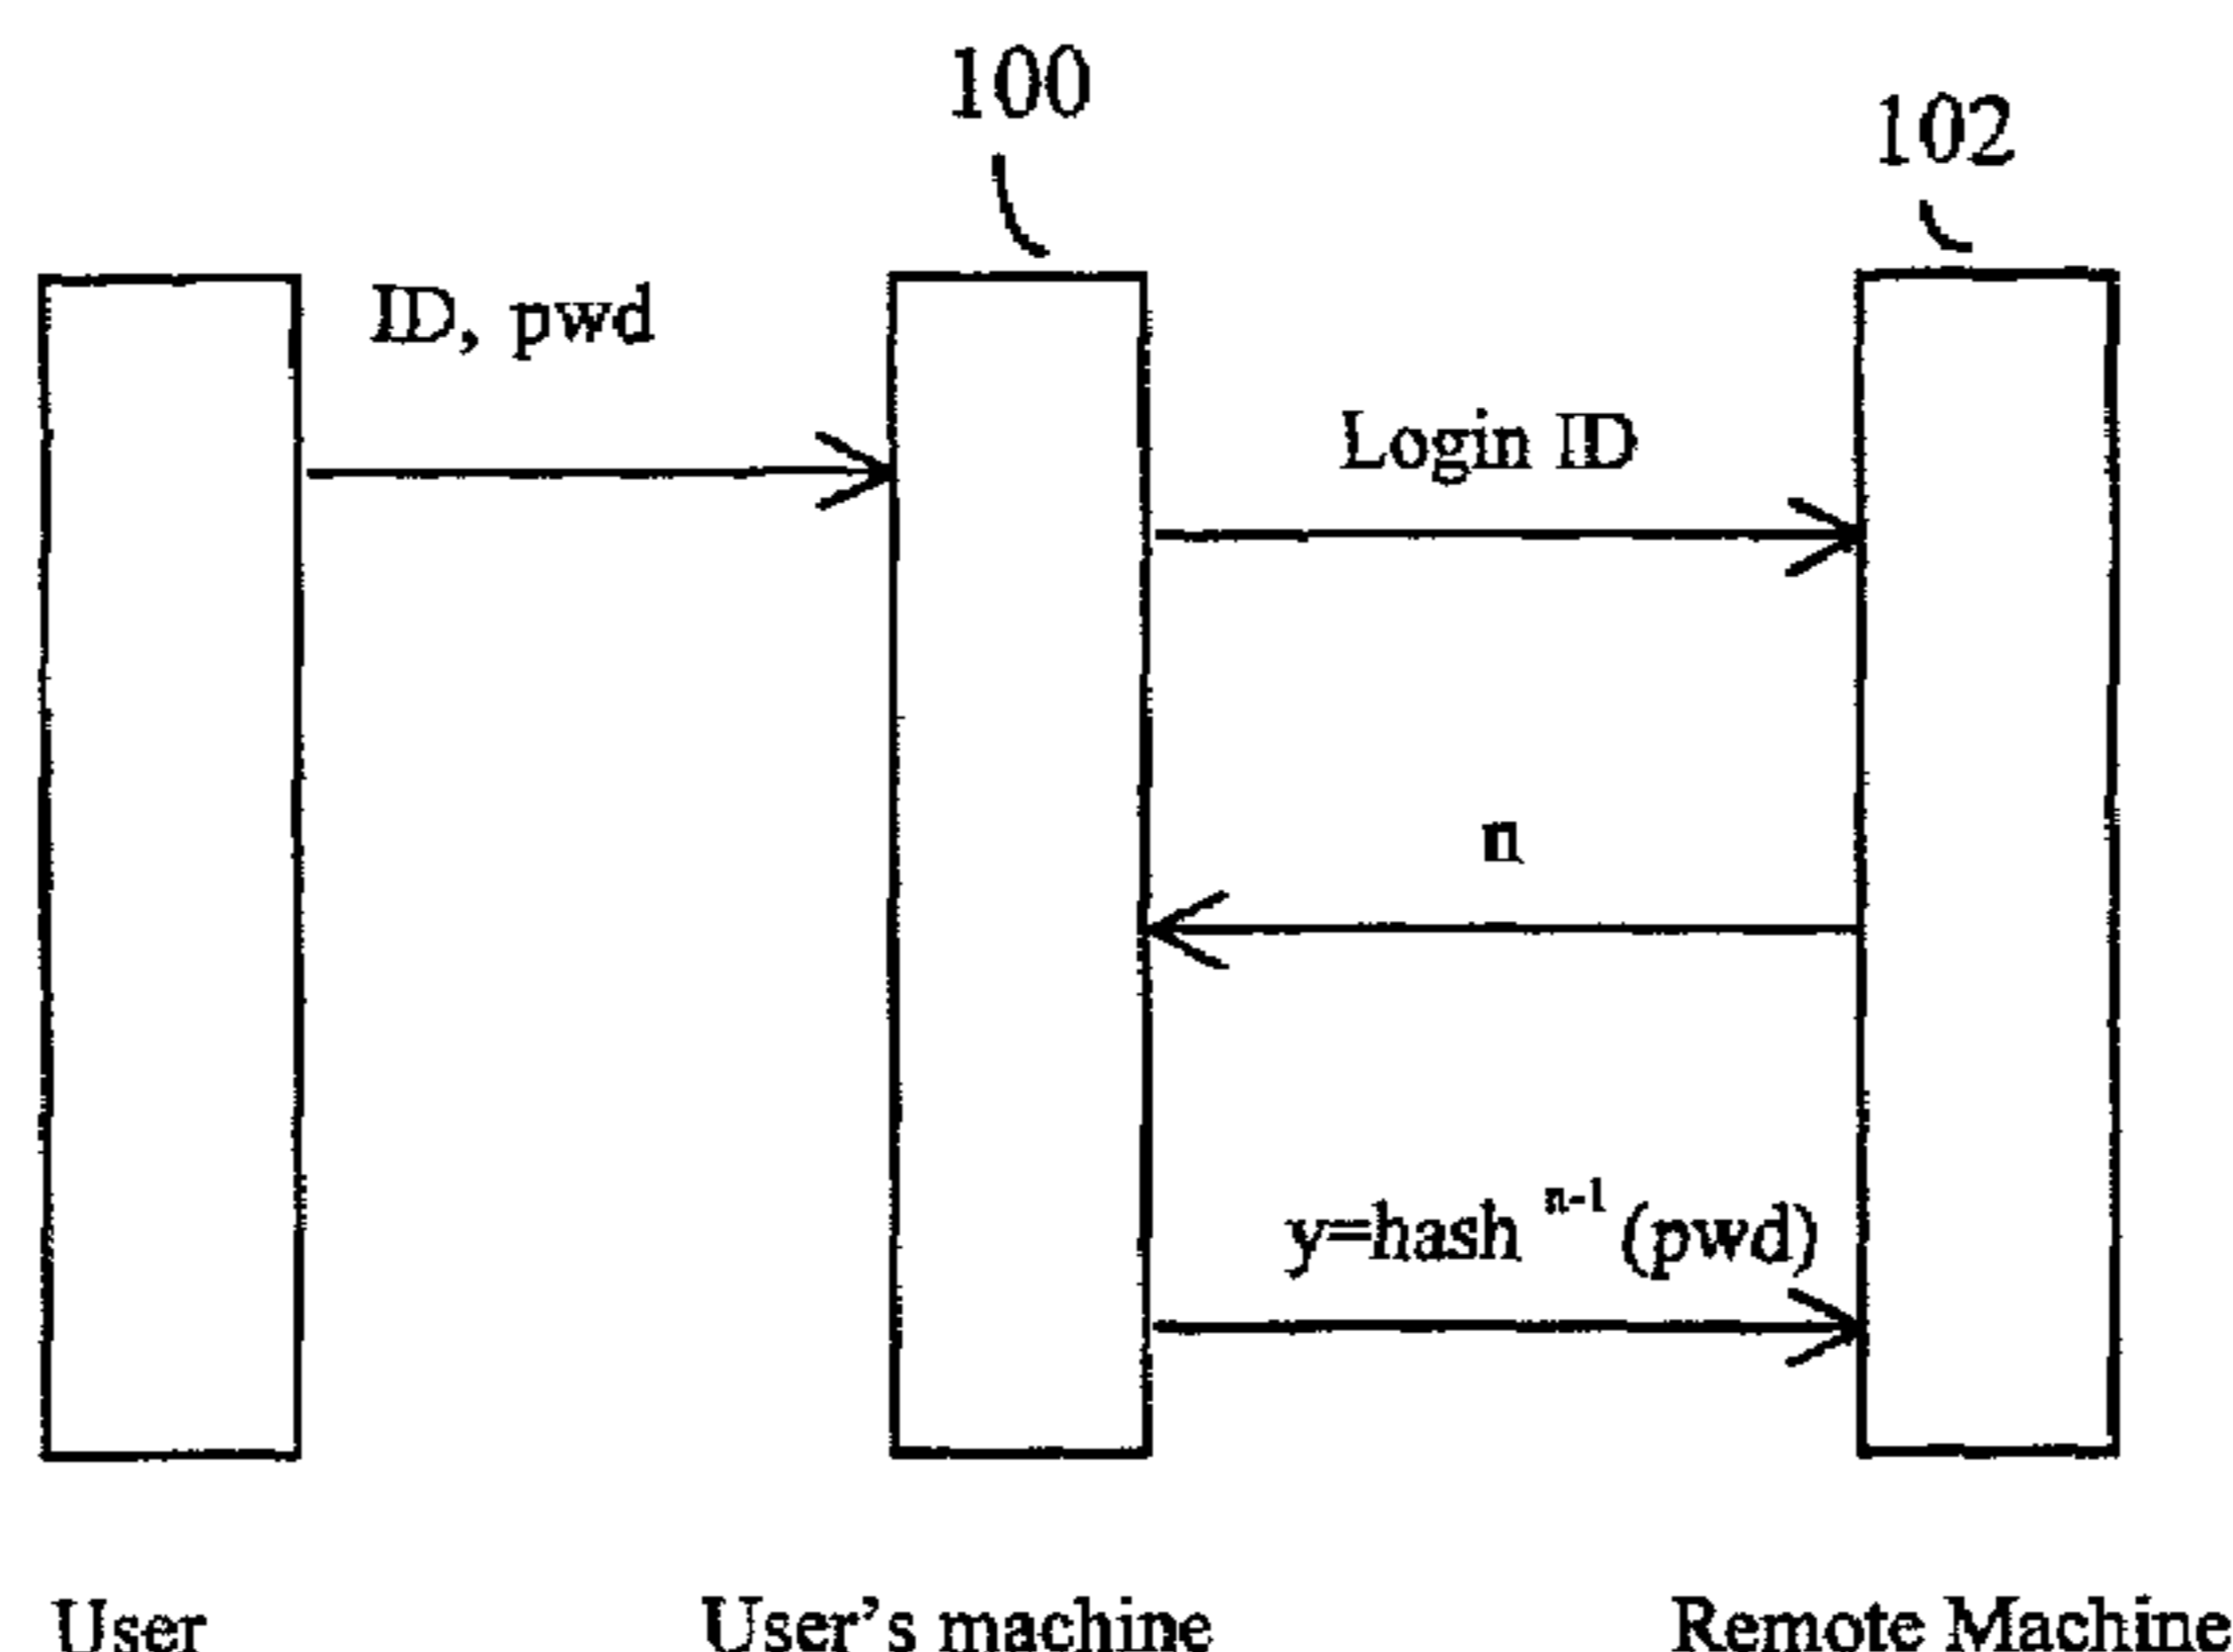 100
102
ID, pwd
Login ID
n
y=hash n-1 (pwd)
User
User's machine
Remote Machine